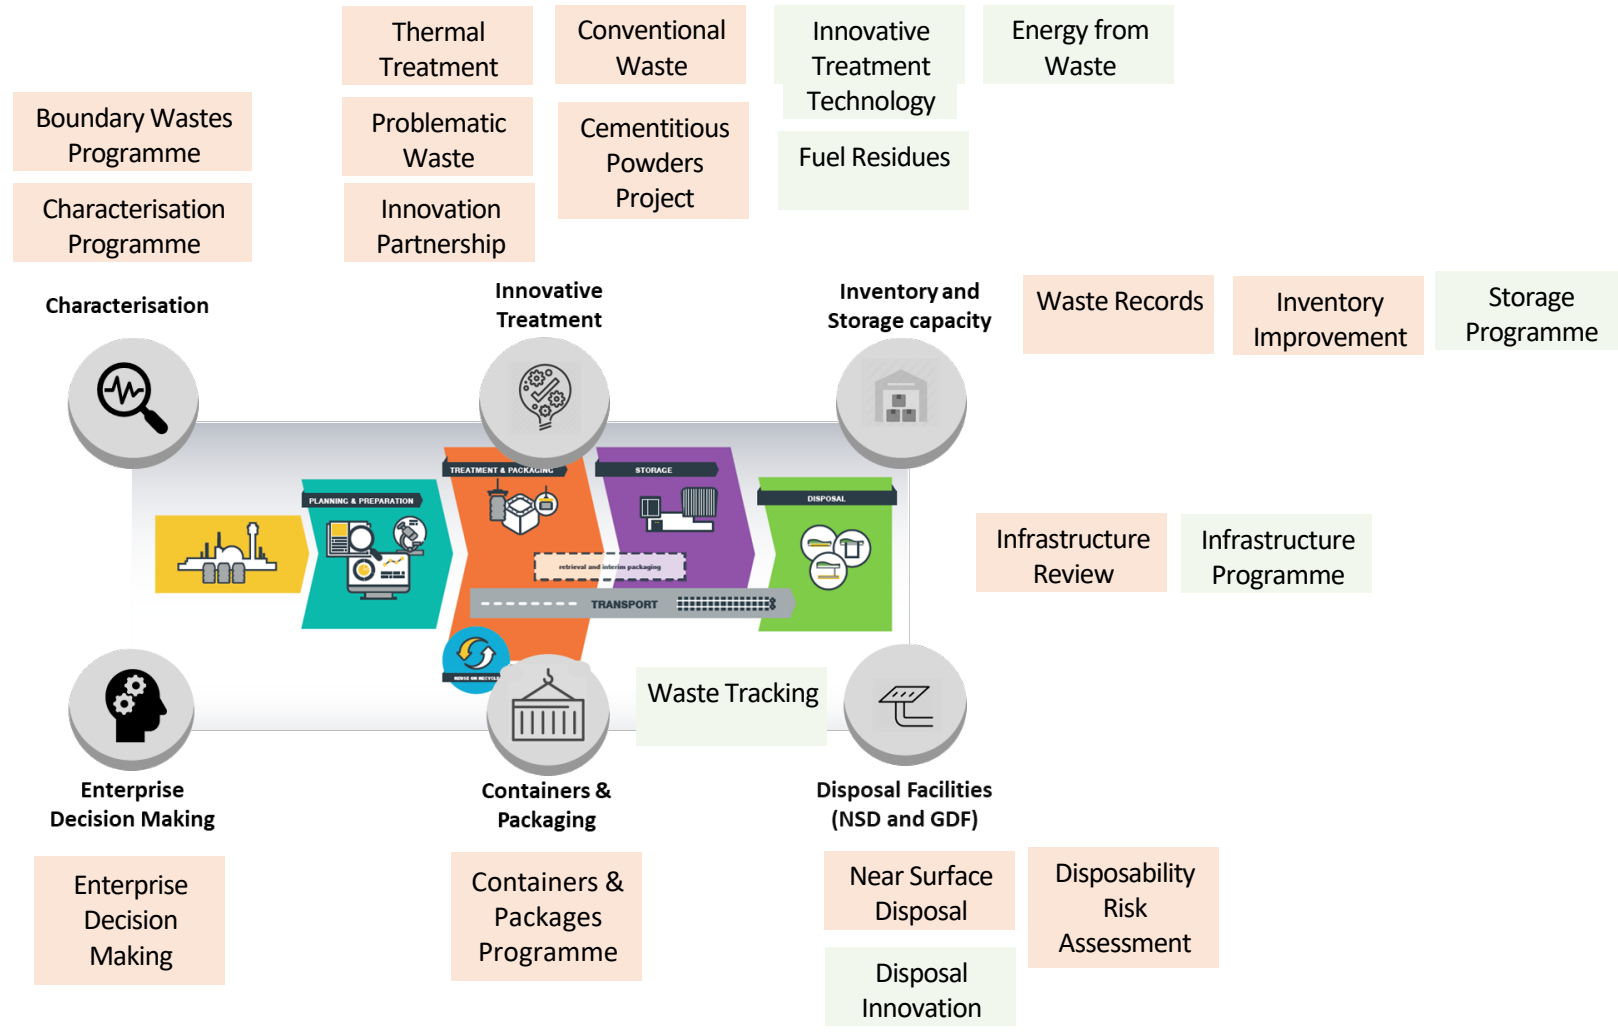 Thermal
Treatment
Conventional
Waste
Innovative
Treatment
Technology
Energy from
Waste
Boundary Wastes
Programme
Problematic
Waste
Cementitious
Powders
Project
Fuel Residues
Characterisation
Programme
Innovation
Partnership
Characterisation
Innovative
Treatment
Inventory and
Storage capacity
Waste Records
Inventory
Improvement
Storage
Programme
PLANNING & PREPARATION
TREATMENT & PACKAGING
STORAGE
DISPOSAL
retrieval and interim packaging
TRANSPORT
Infrastructure
Review
Infrastructure
Programme
REUSE OR RECYCLE
Waste Tracking
Enterprise
Decision Making
Containers &
Packaging
Disposal Facilities
(NSD and GDF)
Enterprise
Decision
Making
Containers &
Packages
Programme
Near Surface
Disposal
Disposability
Risk
Assessment
Disposal
Innovation